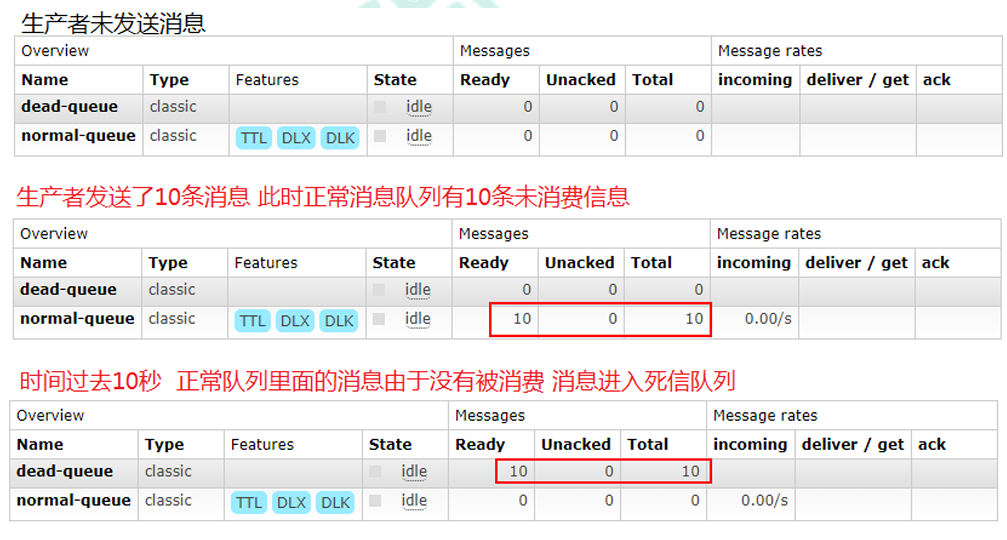 生产者未发送消息
Overview Messages Message rates
Name Type Features State Ready Unacked Total incoming deliver / get ack
dead-queue classic idle 0 0 0
normal-queue classic TTL DLX DLK idle 0 0 0
生产者发送了10条消息 此时正常消息队列有10条未消费信息
Overview Messages Message rates
Name Type Features State Ready Unacked Total incoming deliver / get ack
dead-queue classic idle 0 0 0
normal-queue classic TTL DLX DLK idle 10 0 10 0.00/s
时间过去10秒 正常队列里面的消息由于没有被消费 消息进入死信队列
Overview Messages Message rates
Name Type Features State Ready Unacked Total incoming deliver / get ack
dead-queue classic idle 10 0 10
normal-queue classic TTL DLX DLK idle 0 0 0 0.00/s